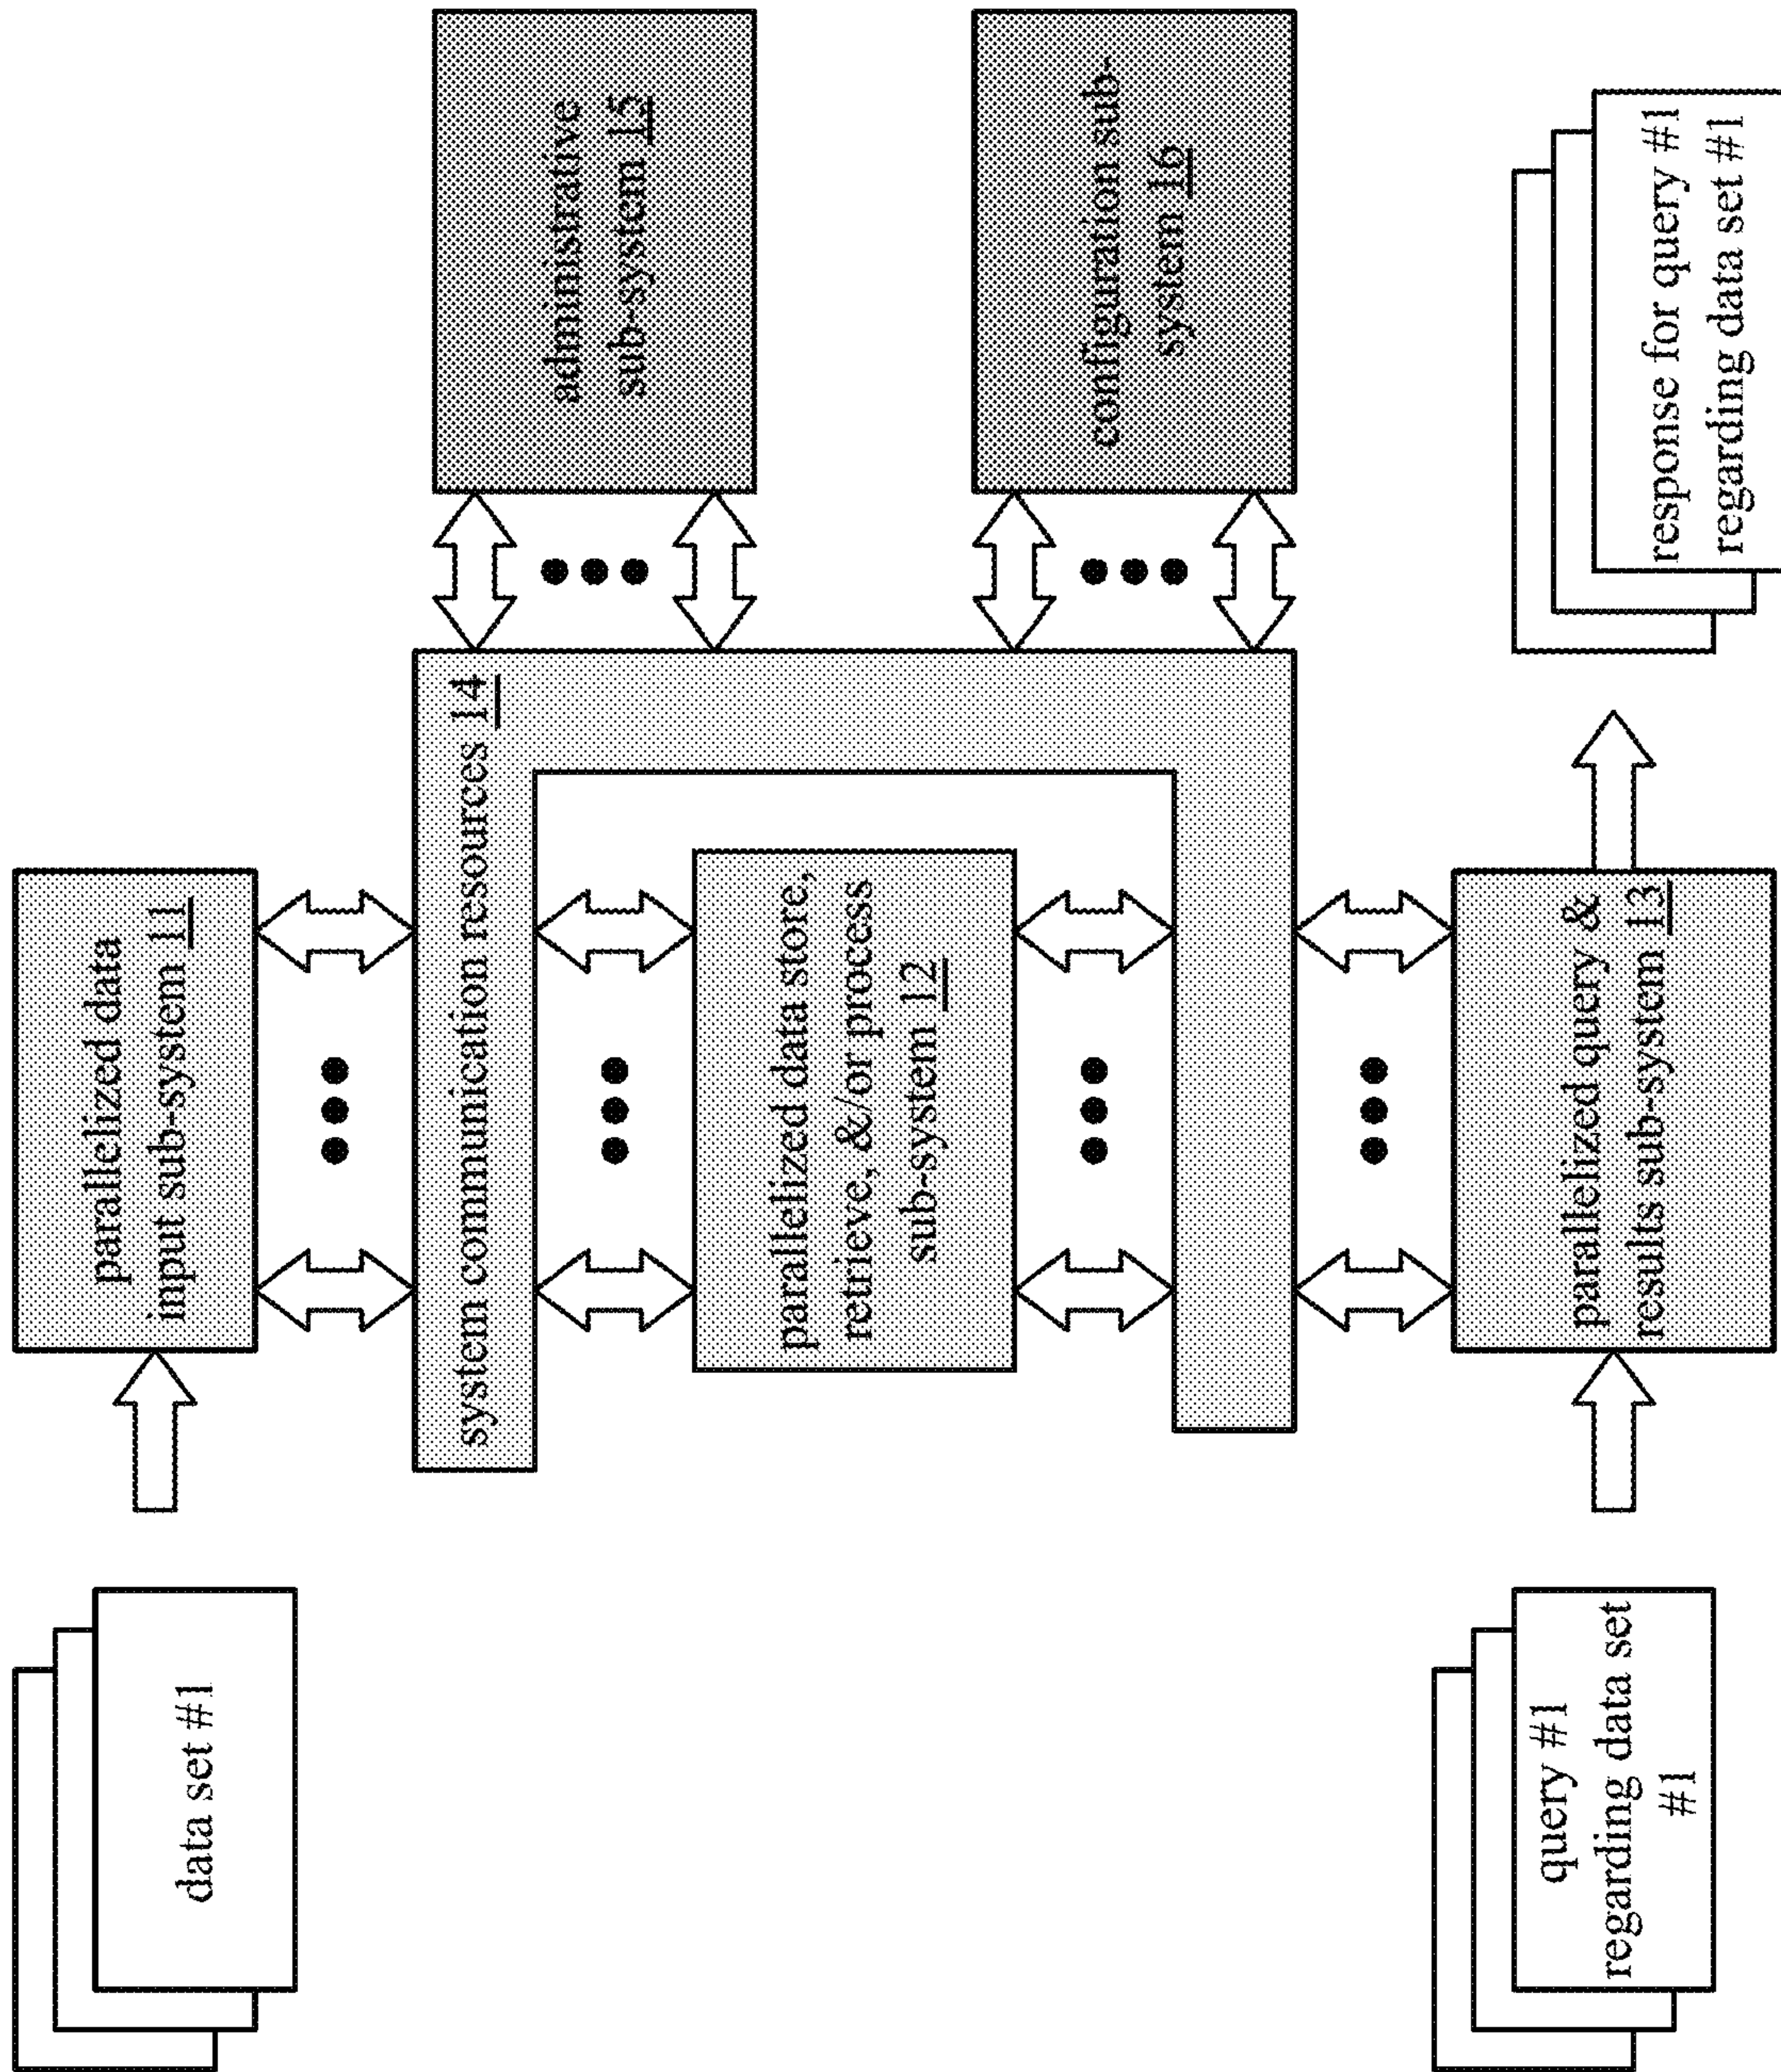 data set #1
parallelized data
input sub-system 11
system communication resources 14
administrative
sub-system 15
parallelized data store,
retrieve, &/or process
sub-system 12
configuration sub-
system 16
query #1
regarding data set
#1
parallelized query &
results sub-system 13
response for query #1
regarding data set #1